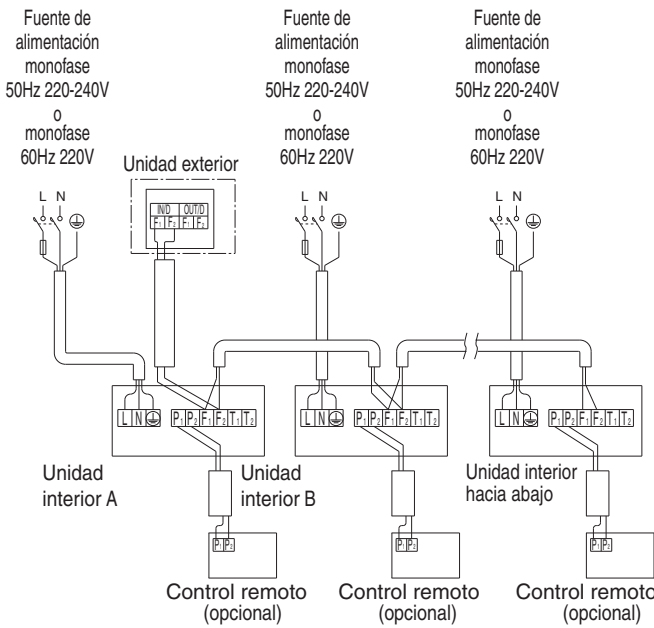 Fuente de
alimentación
monofase
50Hz 220-240V
o
monofase
60Hz 220V
Fuente de
alimentación
monofase
50Hz 220-240V
o
monofase
60Hz 220V
Fuente de
alimentación
monofase
50Hz 220-240V
o
monofase
60Hz 220V
Unidad exterior
L N
IN/D OUT/D
F1 F2 F1 F2
L N
L N
L N
P1 P2 F1 F2 T1 T2
L N
P1 P2 F1 F2 T1 T2
L N
P1 P2 F1 F2 T1 T2
Unidad
interior A
Unidad
interior B
Unidad interior
hacia abajo
P1 P2
P1 P2
P1 P2
Control remoto
(opcional)
Control remoto
(opcional)
Control remoto
(opcional)